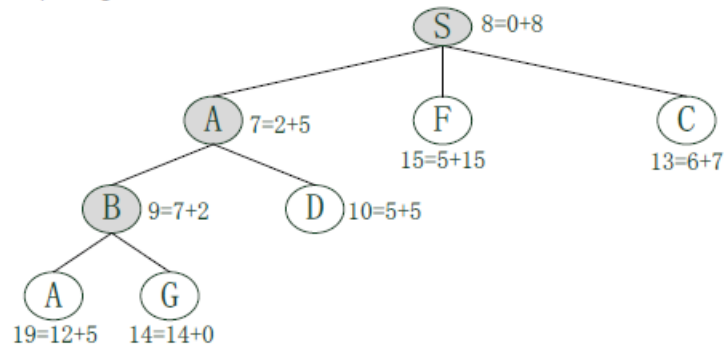 S 8=0+8
A 7=2+5 F C
15=5+15 13=6+7
B 9=7+2 D 10=5+5
A G
19=12+5 14=14+0